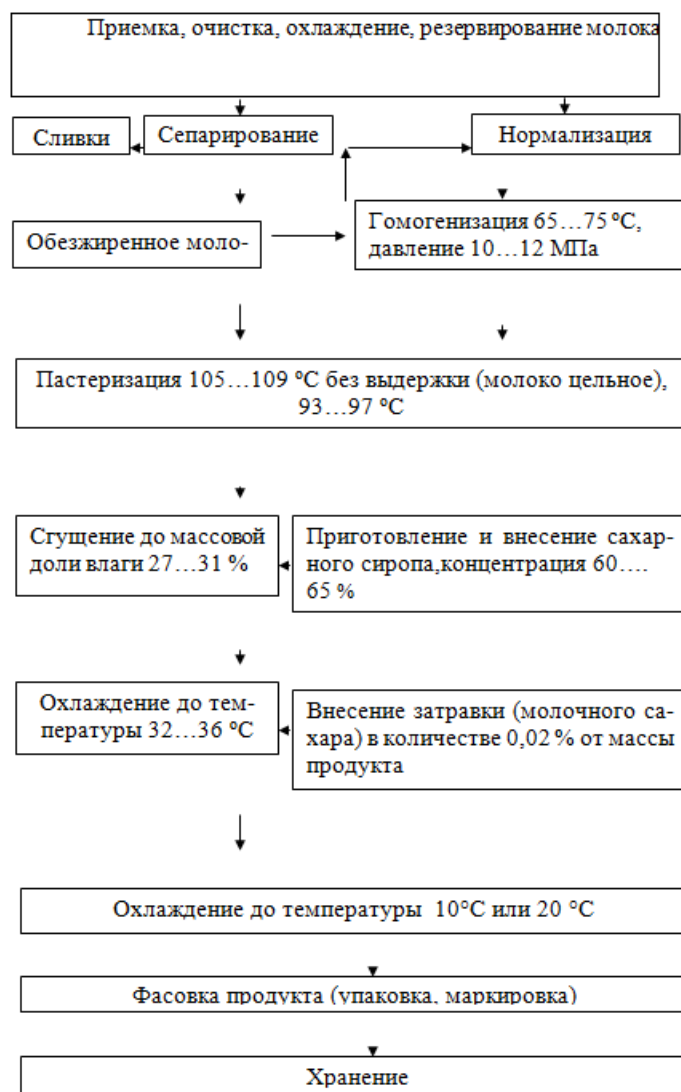 Приемка, очистка, охлаждение, резервирование молока
Сливки
Сепарирование
Нормализация
Обезжиренное моло-
Гомогенизация 65…75 ºС,
давление 10…12 МПа
Пастеризация 105…109 ºС без выдержки (молоко цельное),
93…97 ºС
Сгущение до массовой
доли влаги 27…31 %
Приготовление и внесение сахар-
ного сиропа,концентрация 60….
65 %
Охлаждение до тем-
пературы 32…36 ºС
Внесение затравки (молочного са-
хара) в количестве 0,02 % от массы
продукта
Охлаждение до температуры 10°С или 20 °С
Фасовка продукта (упаковка, маркировка)
Хранение